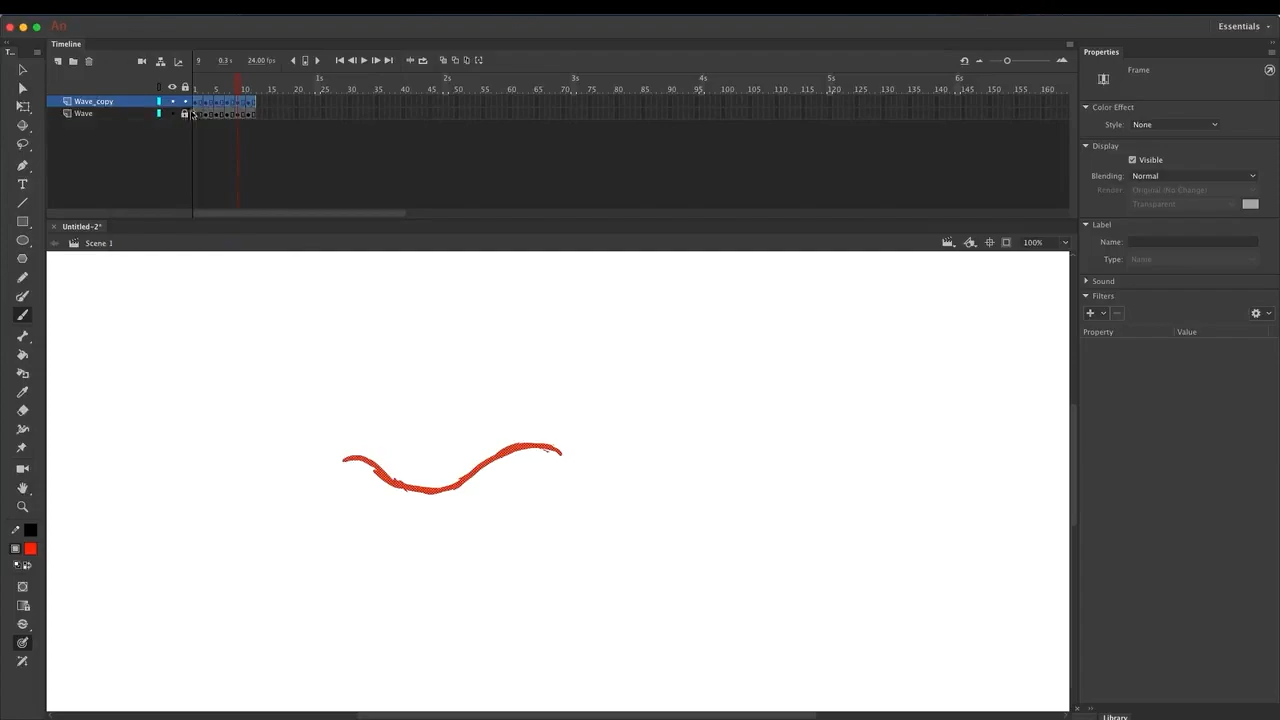 An
Essentials
T...
Timeline
Properties
9 0.3 s 24.00 fps
Frame
1s 2s 3s 4s 5s 6s
1 5 10 15 20 25 30 35 40 45 50 55 60 65 70 75 80 85 90 95 100 105 110 115 120 125 130 135 140 145 150 155 160
Wave_copy
Wave
Color Effect
Style: None
Display
Visible
Blending: Normal
Render: Original (No Change)
Transparent
Label
Name:
Type: Name
Untitled-2*
Scene 1
100%
Sound
Filters
Property Value
Library